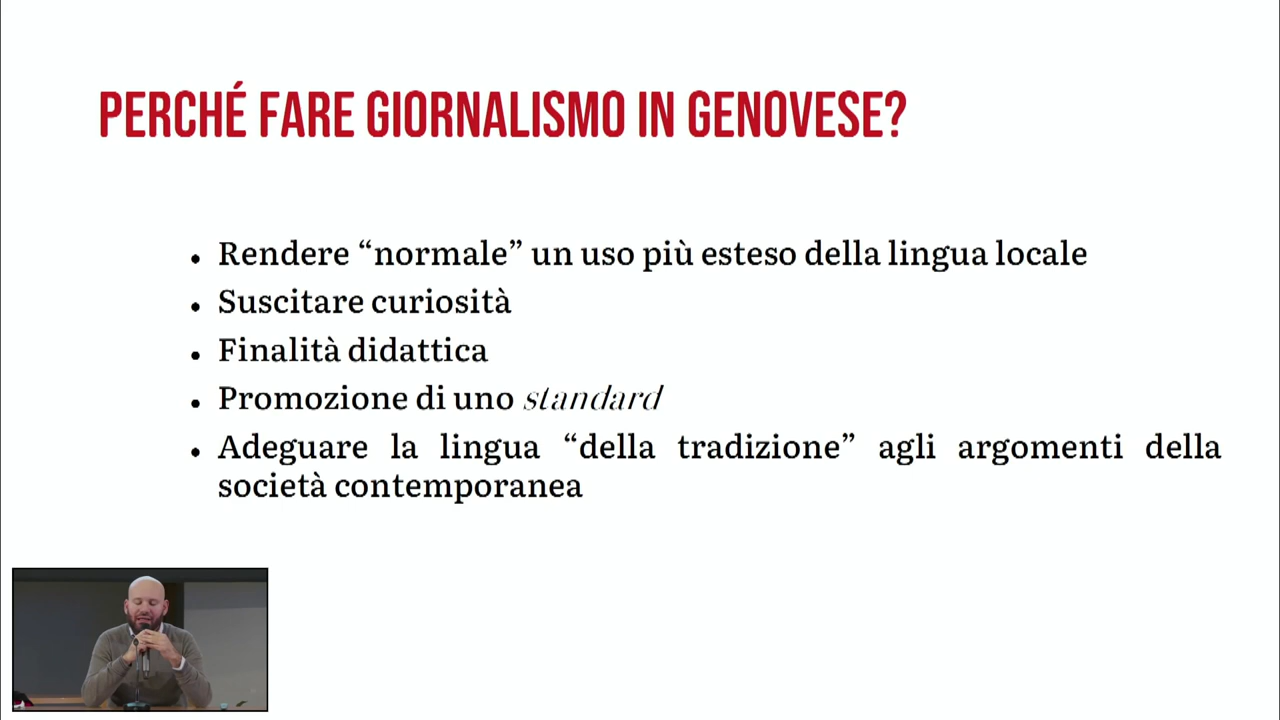 PERCHÉ FARE GIORNALISMO IN GENOVESE?
• Rendere “normale” un uso più esteso della lingua locale
• Suscitare curiosità
• Finalità didattica
• Promozione di uno standard
• Adeguare la lingua “della tradizione” agli argomenti della
società contemporanea